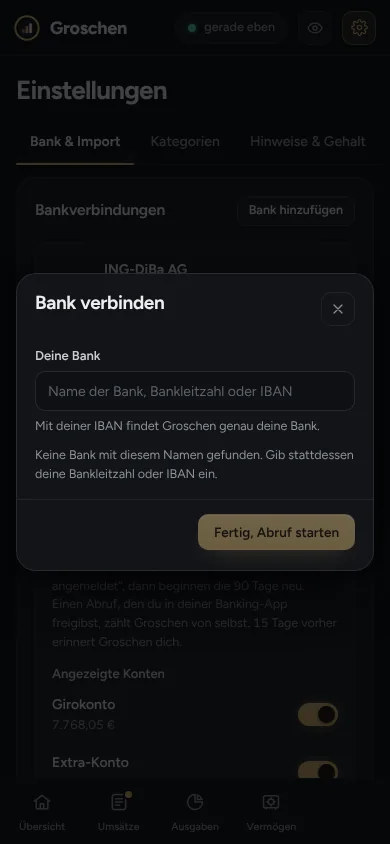 Groschen
gerade eben
Einstellungen
Bank & Import
Kategorien
Hinweise & Gehalt
Bankverbindungen
Bank hinzufügen
ING-DiBa AG
Bank verbinden
Deine Bank
Name der Bank, Bankleitzahl oder IBAN
Mit deiner IBAN findet Groschen genau deine Bank.
Keine Bank mit diesem Namen gefunden. Gib stattdessen
deine Bankleitzahl oder IBAN ein.
Fertig, Abruf starten
angemeldet“, dann beginnen die 90 Tage neu.
Einen Abruf, den du in deiner Banking-App
freigibst, zählt Groschen von selbst. 15 Tage vorher
erinnert Groschen dich.
Angezeigte Konten
Girokonto
7.768,05 €
Extra-Konto
Übersicht
Umsätze
Ausgaben
Vermögen